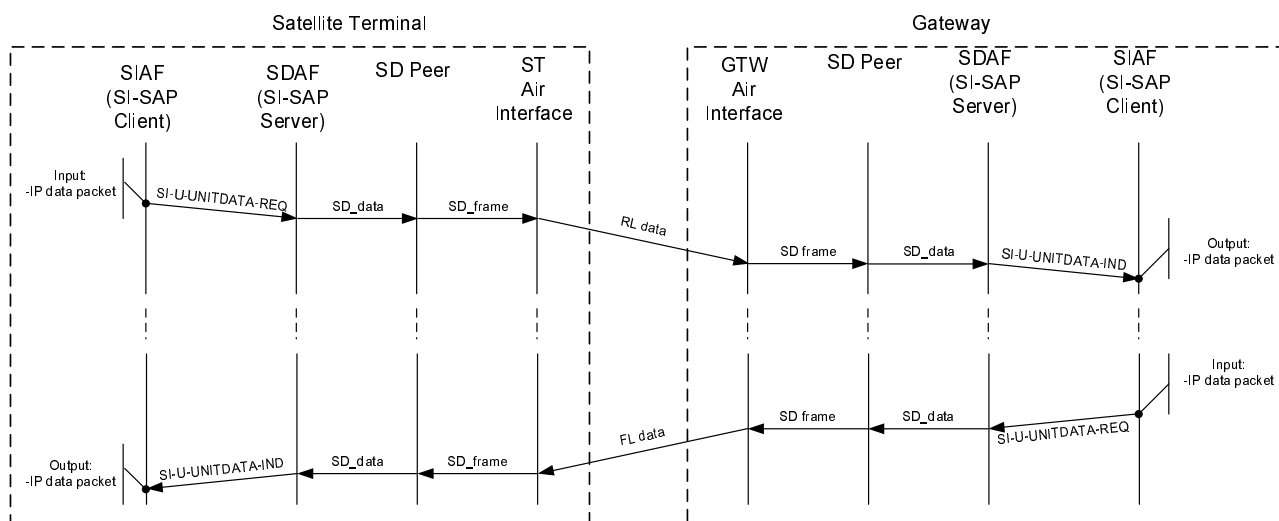 Satellite Terminal
Gateway
SIAF
(SI-SAP
Client)
SDAF
(SI-SAP
Server)
SD Peer
ST
Air
Interface
GTW
Air
Interface
SD Peer
SDAF
(SI-SAP
Server)
SIAF
(SI-SAP
Client)
Input:
-IP data packet
SI-U-UNITDATA-REQ
SD_data
SD_frame
RL data
SD frame
SD_data
SI-U-UNITDATA-IND
Output:
-IP data packet
Input:
-IP data packet
SI-U-UNITDATA-REQ
SD_data
SD frame
FL data
SD_frame
SD_data
SI-U-UNITDATA-IND
Output:
-IP data packet